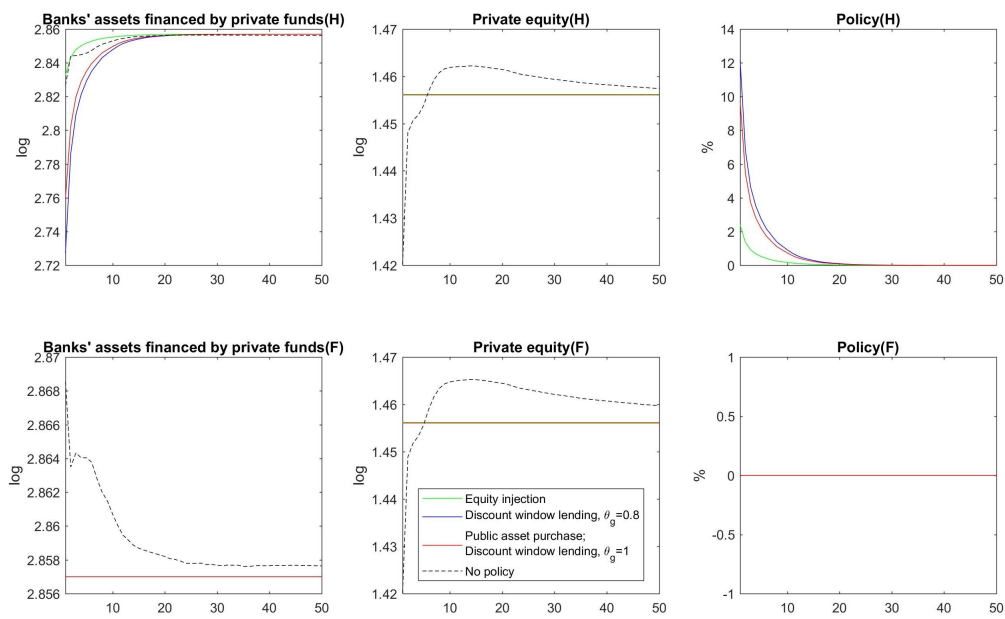 Banks' assets financed by private funds(H)
2.86
2.84
2.82
2.8
2.78
2.76
2.74
2.72
log
10 20 30 40 50
Private equity(H)
1.47
1.46
1.45
1.44
1.43
1.42
log
10 20 30 40 50
Policy(H)
14
12
10
8
6
4
2
0
%
10 20 30 40 50
Banks' assets financed by private funds(F)
2.87
2.868
2.866
2.864
2.862
2.86
2.858
2.856
log
10 20 30 40 50
Private equity(F)
1.47
1.46
1.45
1.44
1.43
1.42
log
Equity injection
Discount window lending, θg=0.8
Public asset purchase;
Discount window lending, θg=1
No policy
10 20 30 40 50
Policy(F)
1
0.5
0
-0.5
-1
%
10 20 30 40 50